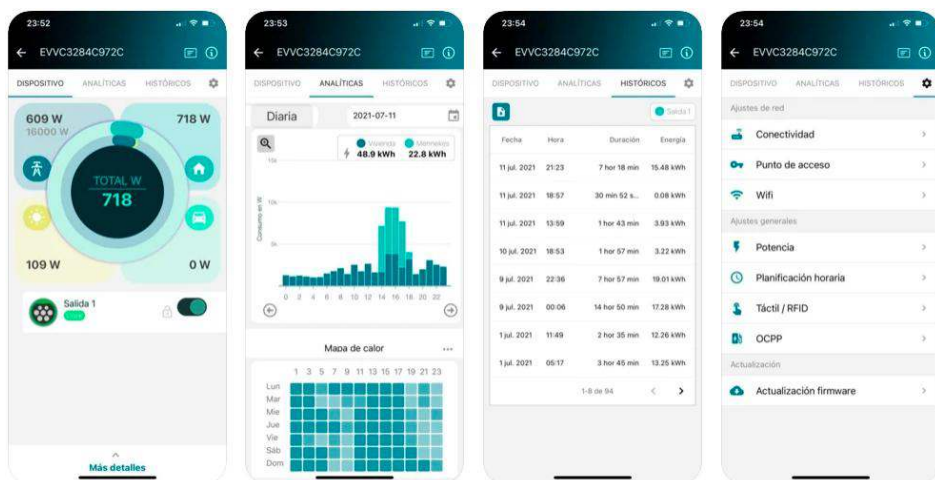 23:52
EVVC3284C972C
DISPOSITIVO ANALÍTICAS HISTÓRICOS
609 W 718 W
16000 W
TOTAL W
718
109 W 0 W
Salida 1
Más detalles
23:53
EVVC3284C972C
DISPOSITIVO ANALÍTICAS HISTÓRICOS
Diaria 2021-07-11
Vivienda Mennekes
48.9 kWh 22.8 kWh
15k
10k
5k
Consumo en W
0 2 4 6 8 10 12 14 16 18 20 22
Mapa de calor
1 3 5 7 9 11 13 15 17 19 21 23
Lun
Mar
Mie
Jue
Vie
Sáb
Dom
23:54
EVVC3284C972C
DISPOSITIVO ANALÍTICAS HISTÓRICOS
Salida 1
Fecha Hora Duración Energía
11 jul. 2021 21:23 7 hor 18 min 15.48 kWh
11 jul. 2021 18:57 30 min 52 s... 0.08 kWh
11 jul. 2021 13:59 1 hor 43 min 3.93 kWh
10 jul. 2021 18:53 1 hor 57 min 3.22 kWh
9 jul. 2021 22:36 7 hor 57 min 19.01 kWh
9 jul. 2021 00:06 14 hor 50 min 17.28 kWh
1 jul. 2021 11:49 2 hor 35 min 12.26 kWh
1 jul. 2021 05:17 3 hor 45 min 13.25 kWh
1-8 de 94
23:54
EVVC3284C972C
DISPOSITIVO ANALÍTICAS HISTÓRICOS
Ajustes de red
Conectividad
Punto de acceso
Wifi
Ajustes generales
Potencia
Planificación horaria
Táctil / RFID
OCPP
Actualización
Actualización firmware